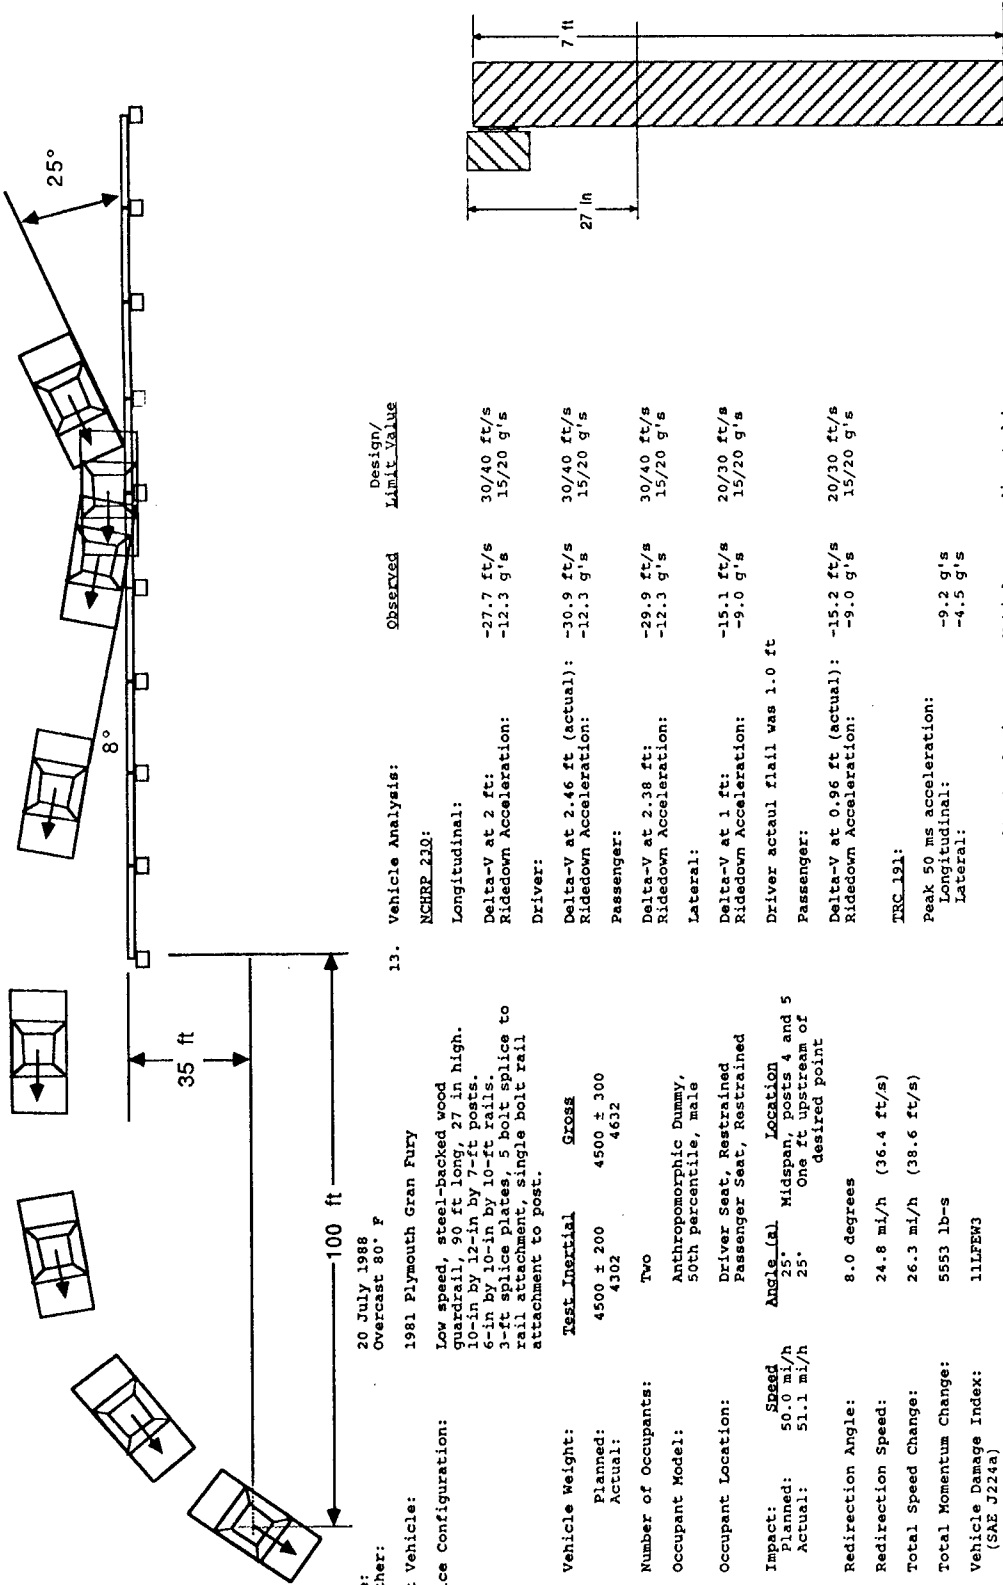 25°
8°
35 ft
100 ft
7 ft
27 in
e: 20 July 1988
ther: Overcast 80° F
t Vehicle: 1981 Plymouth Gran Fury
ice Configuration: Low speed, steel-backed wood
guardrail, 90 ft long, 27 in high.
10-in by 12-in by 7-ft posts.
6-in by 10-in by 10-ft rails.
3-ft splice plates, 5 bolt splice to
rail attachment, single bolt rail
attachment to post.
Vehicle Weight: Test Inertial Gross
Planned: 4500 ± 200 4500 ± 300
Actual: 4302 4632
Number of Occupants: Two
Occupant Model: Anthropomorphic Dummy,
50th percentile, male
Occupant Location: Driver Seat, Restrained
Passenger Seat, Restrained
Impact: Speed Angle (a) Location
Planned: 50.0 mi/h 25° Midspan, posts 4 and 5
Actual: 51.1 mi/h 25° One ft upstream of
desired point
Redirection Angle: 8.0 degrees
Redirection Speed: 24.8 mi/h (36.4 ft/s)
Total Speed Change: 26.3 mi/h (38.6 ft/s)
Total Momentum Change: 5553 lb-s
Vehicle Damage Index: 11LFEW3
(SAE J224a)
13. Vehicle Analysis:
Design/
Observed Limit Value
NCHRP 230:
Longitudinal:
Delta-V at 2 ft: -27.7 ft/s 30/40 ft/s
Ridedown Acceleration: -12.3 g's 15/20 g's
Driver:
Delta-V at 2.46 ft (actual): -30.9 ft/s 30/40 ft/s
Ridedown Acceleration: -12.3 g's 15/20 g's
Passenger:
Delta-V at 2.38 ft: -29.9 ft/s 30/40 ft/s
Ridedown Acceleration: -12.3 g's 15/20 g's
Lateral:
Delta-V at 1 ft: -15.1 ft/s 20/30 ft/s
Ridedown Acceleration: -9.0 g's 15/20 g's
Driver actaul flail was 1.0 ft
Passenger:
Delta-V at 0.96 ft (actual): -15.2 ft/s 20/30 ft/s
Ridedown Acceleration: -9.0 g's 15/20 g's
TRC 191:
Peak 50 ms acceleration:
Longitudinal: -9.2 g's
Lateral: -4.5 g's